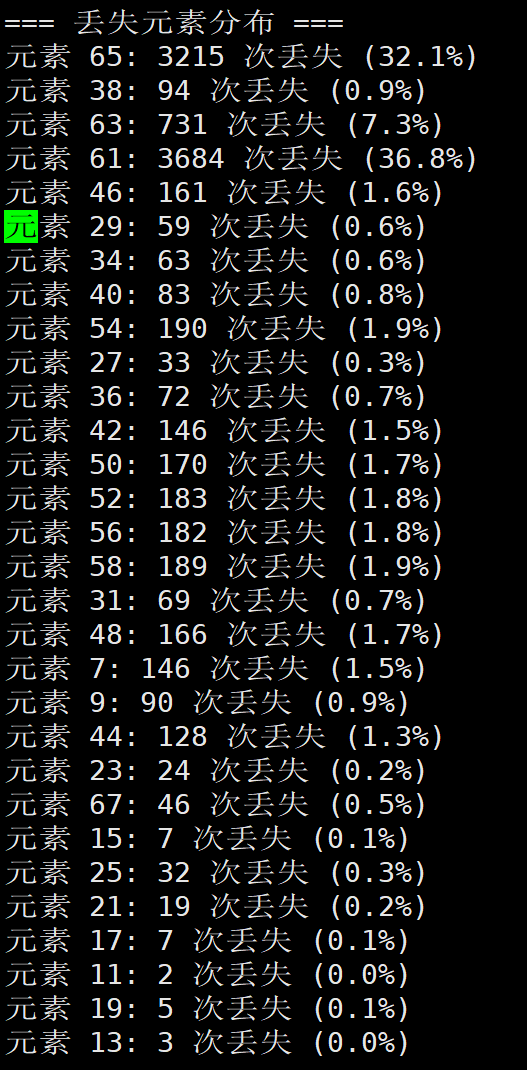 === 丢失元素分布 ===
元素 65: 3215 次丢失 (32.1%)
元素 38: 94 次丢失 (0.9%)
元素 63: 731 次丢失 (7.3%)
元素 61: 3684 次丢失 (36.8%)
元素 46: 161 次丢失 (1.6%)
元素 29: 59 次丢失 (0.6%)
元素 34: 63 次丢失 (0.6%)
元素 40: 83 次丢失 (0.8%)
元素 54: 190 次丢失 (1.9%)
元素 27: 33 次丢失 (0.3%)
元素 36: 72 次丢失 (0.7%)
元素 42: 146 次丢失 (1.5%)
元素 50: 170 次丢失 (1.7%)
元素 52: 183 次丢失 (1.8%)
元素 56: 182 次丢失 (1.8%)
元素 58: 189 次丢失 (1.9%)
元素 31: 69 次丢失 (0.7%)
元素 48: 166 次丢失 (1.7%)
元素 7: 146 次丢失 (1.5%)
元素 9: 90 次丢失 (0.9%)
元素 44: 128 次丢失 (1.3%)
元素 23: 24 次丢失 (0.2%)
元素 67: 46 次丢失 (0.5%)
元素 15: 7 次丢失 (0.1%)
元素 25: 32 次丢失 (0.3%)
元素 21: 19 次丢失 (0.2%)
元素 17: 7 次丢失 (0.1%)
元素 11: 2 次丢失 (0.0%)
元素 19: 5 次丢失 (0.1%)
元素 13: 3 次丢失 (0.0%)